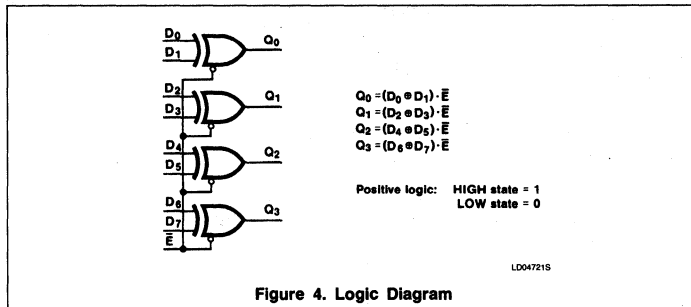 D0
D1
Q0
D2
D3
Q1
D4
D5
Q2
D6
D7
E̅
Q3
Q0 =(D0 ⊕ D1) · E̅
Q1 =(D2 ⊕ D3) · E̅
Q2 =(D4 ⊕ D5) · E̅
Q3 =(D6 ⊕ D7) · E̅
Positive logic: HIGH state = 1
LOW state = 0
LD04721S
Figure 4. Logic Diagram